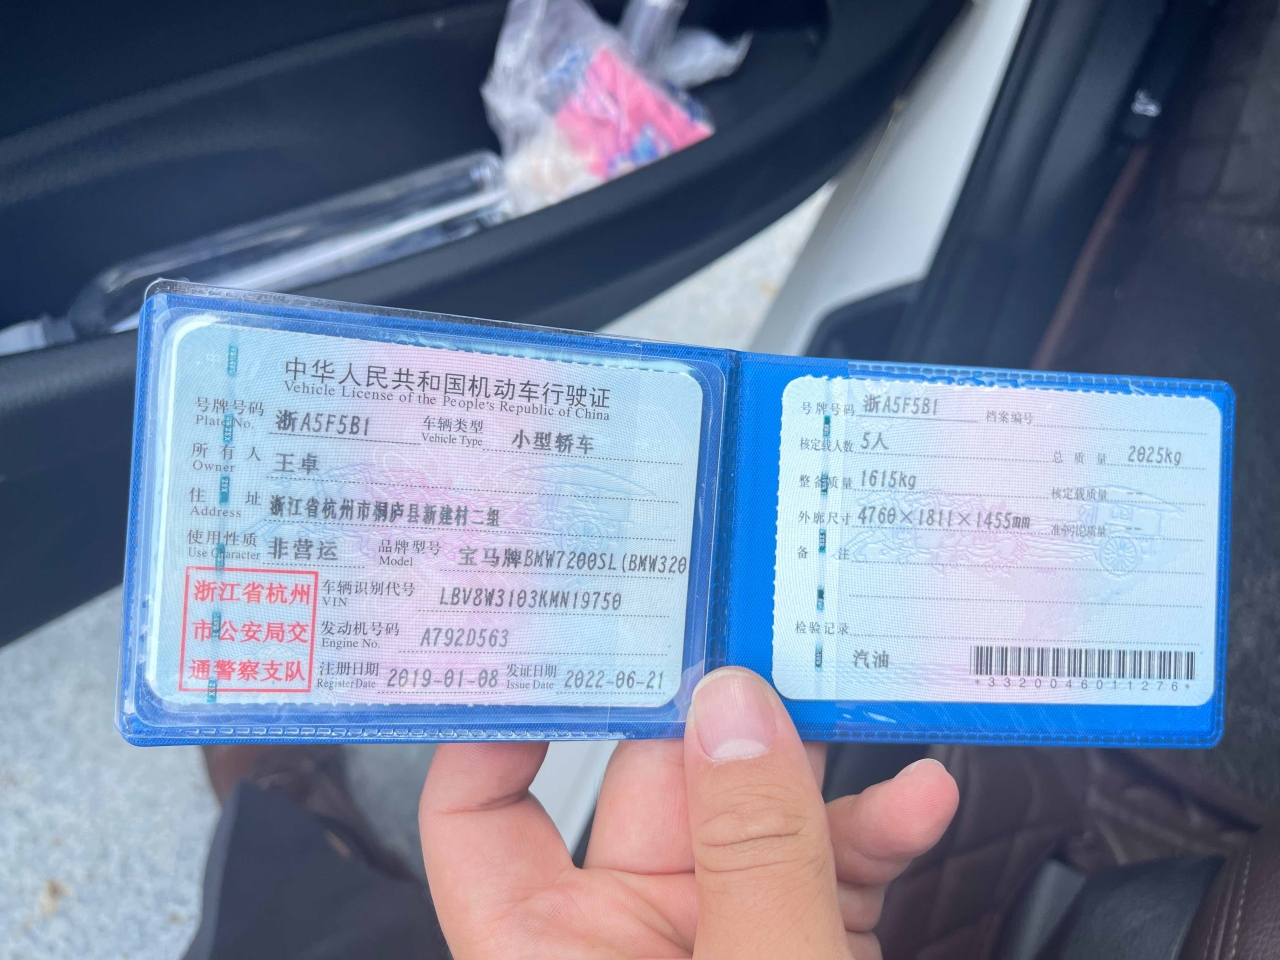 中华人民共和国机动车行驶证
Vehicle License of the People's Republic of China
号牌号码 浙A5F5B1 车辆类型 小型轿车
Plate No. Vehicle Type
所有人 王卓
Owner
住址 浙江省杭州市桐庐县新建村二组
Address
使用性质 非营运 品牌型号 宝马牌BMW7200SL(BMW320
Use Character Model
浙江省杭州
市公安局交
通警察支队
车辆识别代号 LBV8W3103KMN19750
VIN
发动机号码 A792D563
Engine No.
注册日期 2019-01-08 发证日期 2022-06-21
Register Date Issue Date
号牌号码 浙A5F5B1 档案编号
核定载人数 5人 总质量 2025kg
整备质量 1615kg 核定载质量 --
外廓尺寸 4760×1811×1455mm 准牵引总质量 --
备注
检验记录
汽油
*3320046011276*